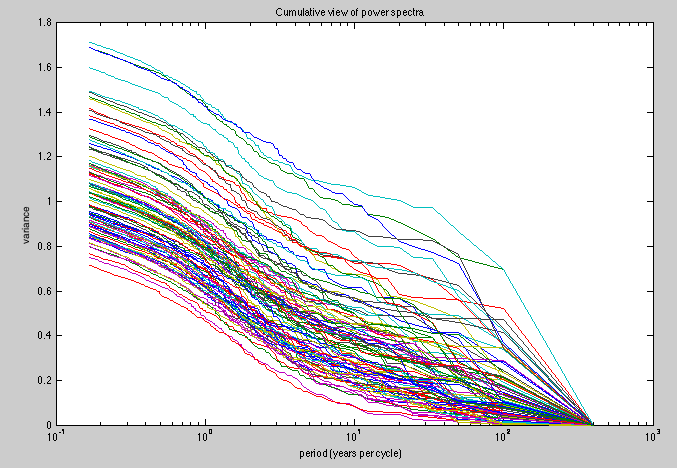 Cumulative view of power spectra
1.8
1.6
1.4
1.2
1
0.8
0.6
0.4
0.2
0
variance
10^-1 10^0 10^1 10^2 10^3
period (years per cycle)